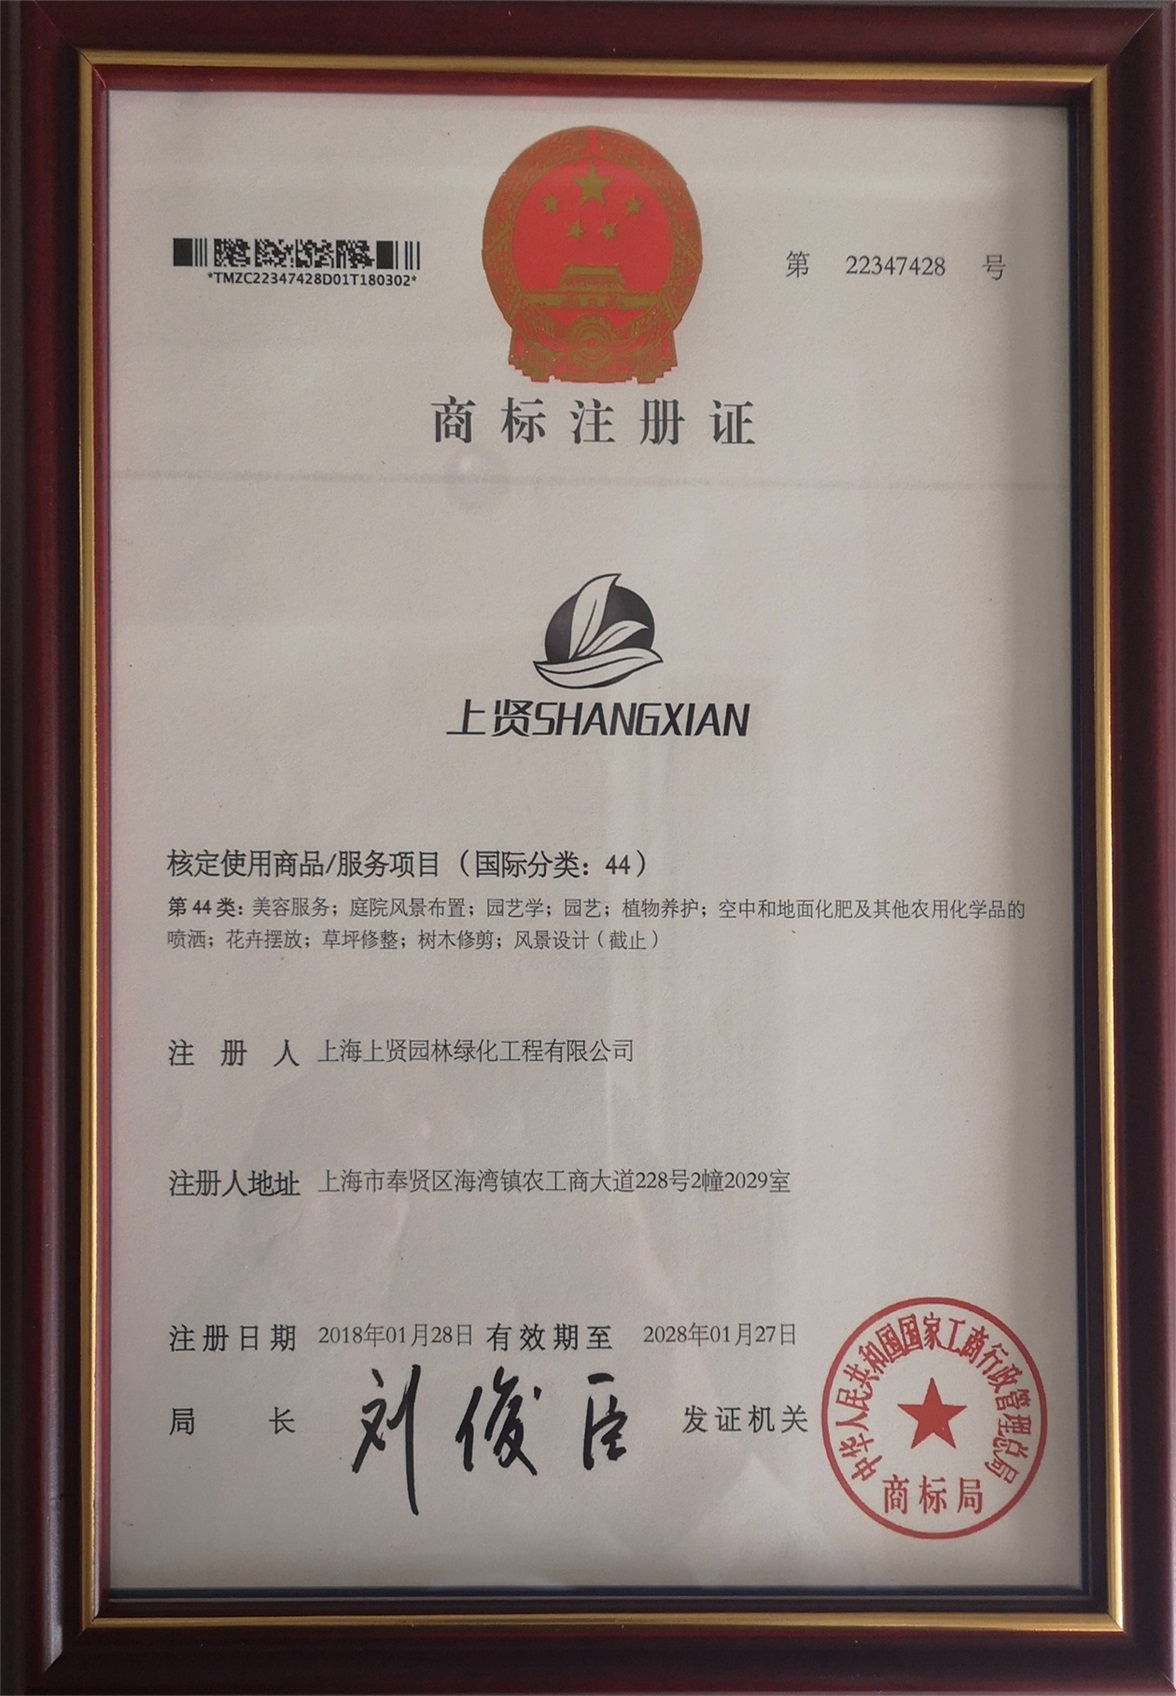 *TMZC22347428D01T180302*
第 22347428 号
商标注册证
上贤SHANGXIAN
核定使用商品/服务项目（国际分类：44）
第44类：美容服务；庭院风景布置；园艺学；园艺；植物养护；空中和地面化肥及其他农用化学品的
喷洒；花卉摆放；草坪修整；树木修剪；风景设计（截止）
注册人 上海上贤园林绿化工程有限公司
注册人地址 上海市奉贤区海湾镇农工商大道228号2幢2029室
注册日期 2018年01月28日 有效期至 2028年01月27日
局长 刘俊臣 发证机关
中华人民共和国国家工商行政管理总局
商标局